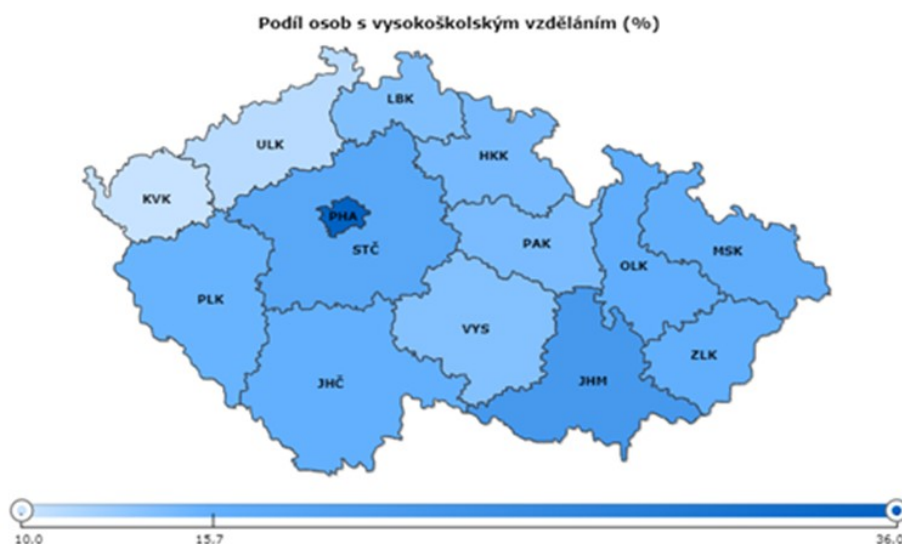 Podíl osob s vysokoškolským vzděláním (%)
LBK
ULK
HKK
KVK
PHA
STČ
PAK
MSK
OLK
PLK
VYS
ZLK
JHČ
JHM
10.0 15.7 36.0